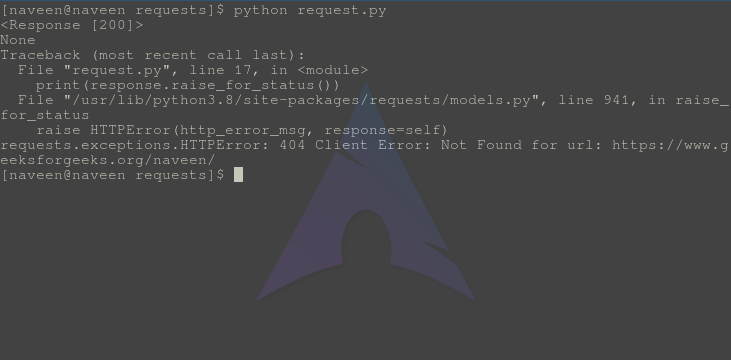 [naveen@naveen requests]$ python request.py
<Response [200]>
None
Traceback (most recent call last):
  File "request.py", line 17, in <module>
    print(response.raise_for_status())
  File "/usr/lib/python3.8/site-packages/requests/models.py", line 941, in raise_
for_status
    raise HTTPError(http_error_msg, response=self)
requests.exceptions.HTTPError: 404 Client Error: Not Found for url: https://www.g
eeksforgeeks.org/naveen/
[naveen@naveen requests]$